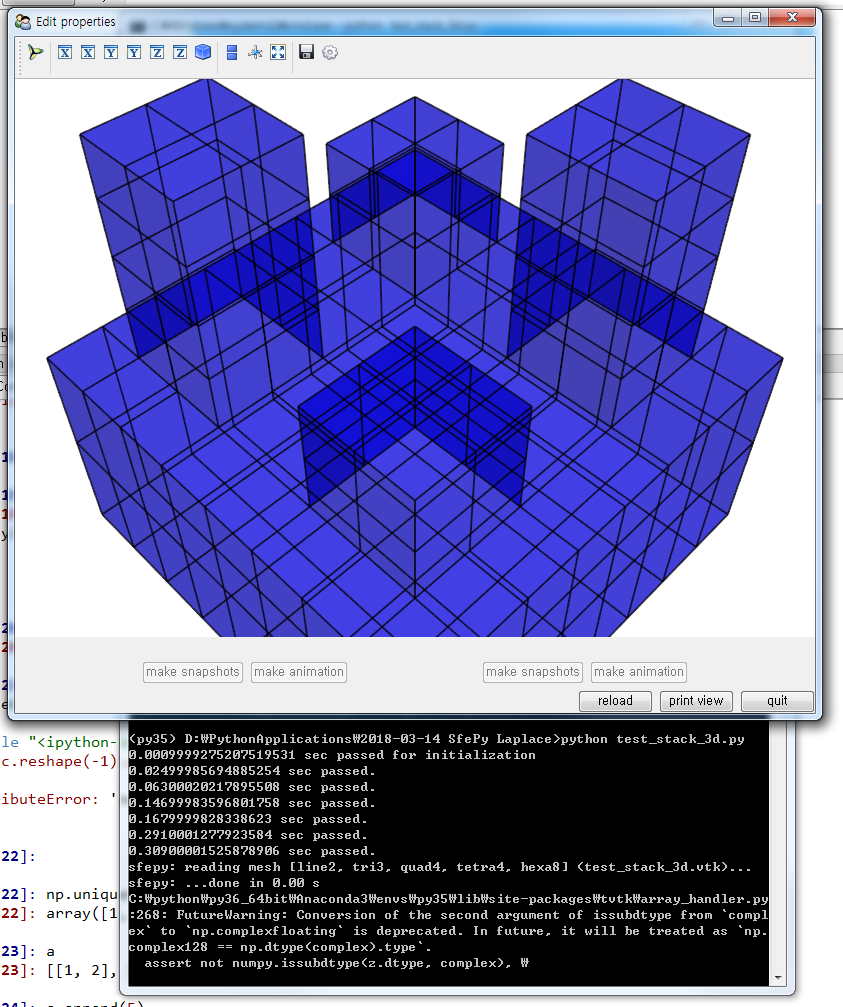 Edit properties
X X Y Y Z Z
make snapshots make animation make snapshots make animation
reload print view quit
(py35) D:₩PythonApplications₩2018-03-14 SfePy Laplace>python test_stack_3d.py
0.0009999275207519531 sec passed for initialization
0.02499985694885254 sec passed.
0.06300020217895508 sec passed.
0.14699983596801758 sec passed.
0.1679999828338623 sec passed.
0.2910001277923584 sec passed.
0.30900001525878906 sec passed.
sfepy: reading mesh [line2, tri3, quad4, tetra4, hexa8] (test_stack_3d.vtk)...
sfepy: ...done in 0.00 s
C:₩python₩py36_64bit₩Anaconda3₩envs₩py35₩lib₩site-packages₩tvtk₩array_handler.py
:268: FutureWarning: Conversion of the second argument of issubdtype from `compl
ex` to `np.complexfloating` is deprecated. In future, it will be treated as `np.
complex128 == np.dtype(complex).type`.
assert not numpy.issubdtype(z.dtype, complex), ₩
le "<ipython-
c.reshape(-1)
ibuteError: '
22]:
22]: np.uniqu
22]: array([1
23]: a
23]: [[1, 2],